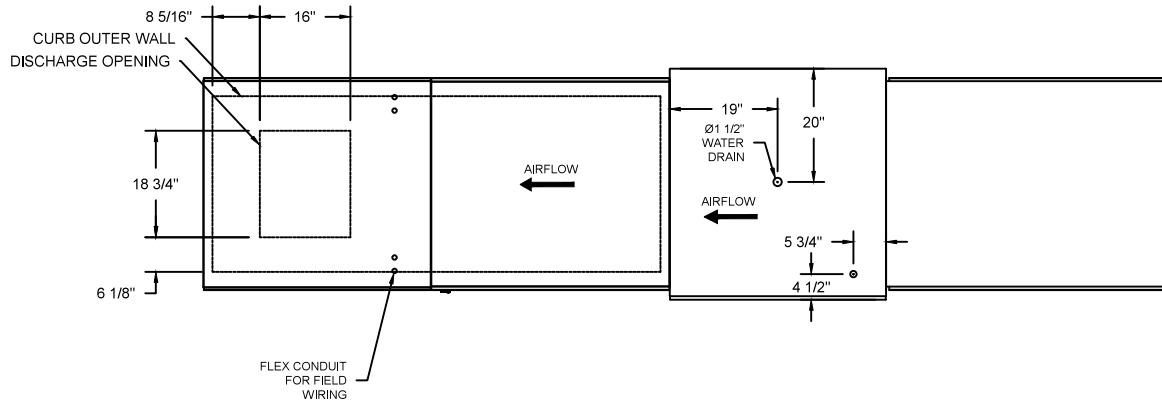 8 5/16"
16"
CURB OUTER WALL
DISCHARGE OPENING
19"
20"
Ø1 1/2"
WATER
DRAIN
AIRFLOW
18 3/4"
AIRFLOW
5 3/4"
4 1/2"
6 1/8"
FLEX CONDUIT
FOR FIELD
WIRING